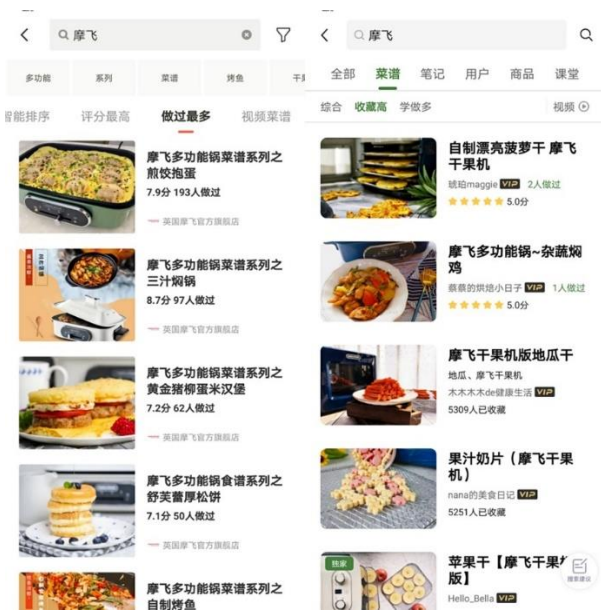 摩飞
多功能
系列
菜谱
烤鱼
智能排序
评分最高
做过最多
视频菜谱
摩飞多功能锅菜谱系列之
煎饺抱蛋
7.9分 193人做过
英国摩飞官方旗舰店
摩飞多功能锅菜谱系列之
三汁焖锅
8.7分 97人做过
英国摩飞官方旗舰店
摩飞多功能锅菜谱系列之
黄金猪柳蛋米汉堡
7.2分 62人做过
英国摩飞官方旗舰店
摩飞多功能锅食谱系列之
舒芙蕾厚松饼
7.1分 50人做过
英国摩飞官方旗舰店
摩飞多功能锅菜谱系列之
自制烤鱼
摩飞
全部
菜谱
笔记
用户
商品
课堂
综合
收藏高
学做多
视频
自制漂亮菠萝干 摩飞
干果机
琥珀maggie VIP 2人做过
5.0分
摩飞多功能锅~杂蔬焖
鸡
蔡蔡的烘焙小日子 VIP 1人做过
5.0分
摩飞干果机版地瓜干
地瓜、摩飞干果机
木木木木de健康生活 VIP
5309人已收藏
果汁奶片（摩飞干果
机）
nana的美食日记 VIP
5251人已收藏
独家
苹果干【摩飞干果机
版】
Hello_Bella VIP
搜索建议